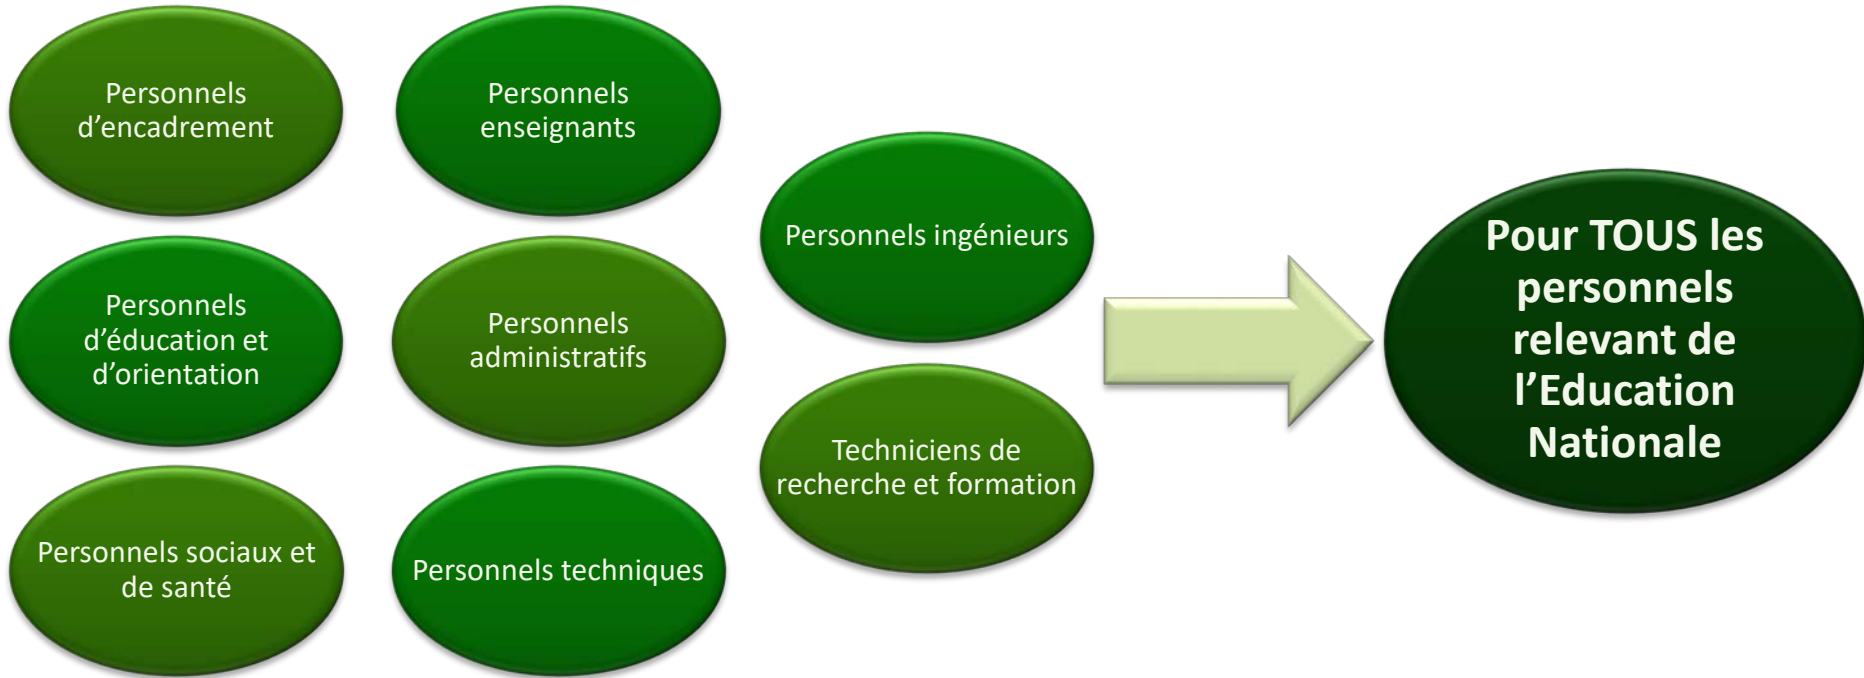 Personnels
d’encadrement
Personnels
enseignants
Personnels ingénieurs
Personnels
d’éducation et
d’orientation
Personnels
administratifs
Techniciens de
recherche et formation
Personnels sociaux et
de santé
Personnels techniques
Pour TOUS les
personnels
relevant de
l’Education
Nationale